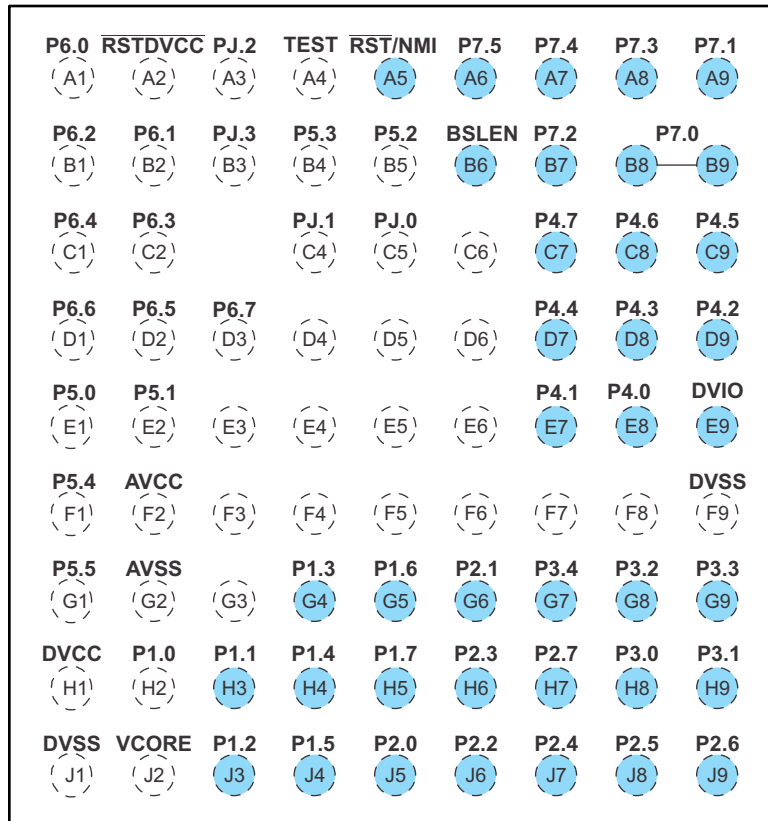 P6.0 RSTDVCC PJ.2 TEST RST/NMI P7.5 P7.4 P7.3 P7.1
A1 A2 A3 A4 A5 A6 A7 A8 A9
P6.2 P6.1 PJ.3 P5.3 P5.2 BSLEN P7.2 P7.0
B1 B2 B3 B4 B5 B6 B7 B8 B9
P6.4 P6.3 PJ.1 PJ.0 P4.7 P4.6 P4.5
C1 C2 C4 C5 C6 C7 C8 C9
P6.6 P6.5 P6.7 P4.4 P4.3 P4.2
D1 D2 D3 D4 D5 D6 D7 D8 D9
P5.0 P5.1 P4.1 P4.0 DVIO
E1 E2 E3 E4 E5 E6 E7 E8 E9
P5.4 AVCC DVSS
F1 F2 F3 F4 F5 F6 F7 F8 F9
P5.5 AVSS P1.3 P1.6 P2.1 P3.4 P3.2 P3.3
G1 G2 G3 G4 G5 G6 G7 G8 G9
DVCC P1.0 P1.1 P1.4 P1.7 P2.3 P2.7 P3.0 P3.1
H1 H2 H3 H4 H5 H6 H7 H8 H9
DVSS VCORE P1.2 P1.5 P2.0 P2.2 P2.4 P2.5 P2.6
J1 J2 J3 J4 J5 J6 J7 J8 J9